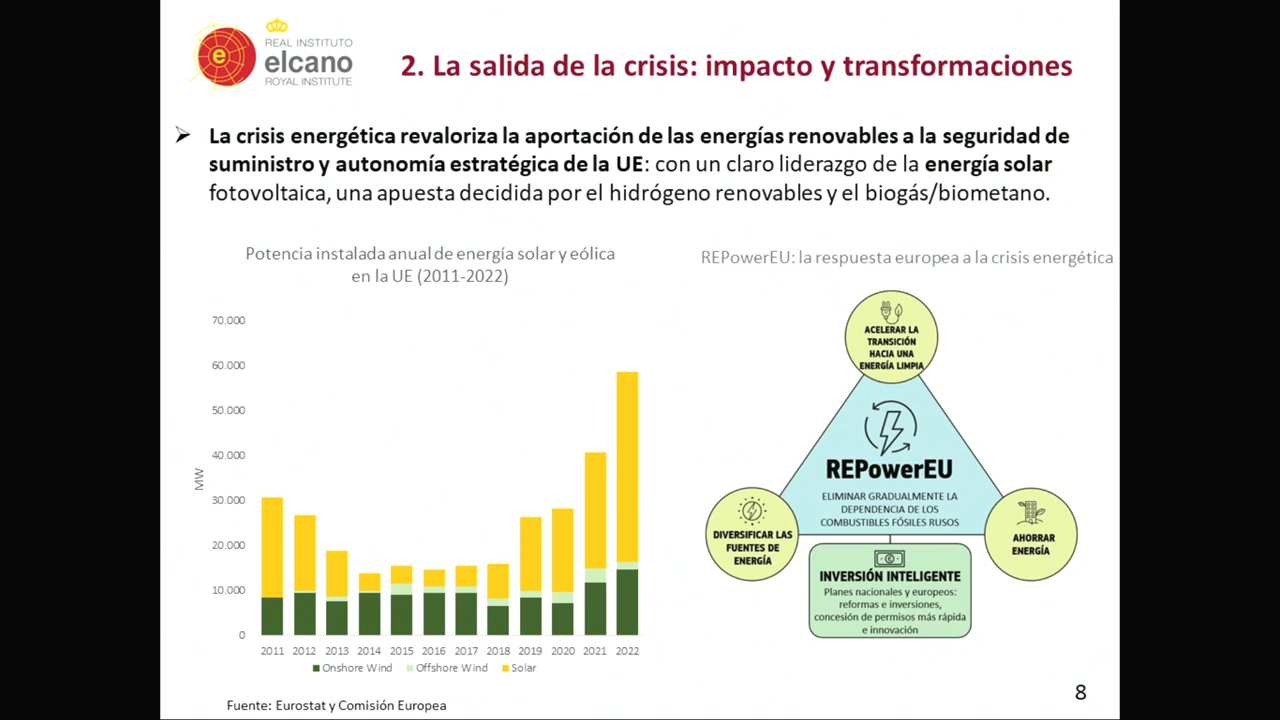 REAL INSTITUTO
elcano
ROYAL INSTITUTE
2. La salida de la crisis: impacto y transformaciones
La crisis energética revaloriza la aportación de las energías renovables a la seguridad de
suministro y autonomía estratégica de la UE: con un claro liderazgo de la energía solar
fotovoltaica, una apuesta decidida por el hidrógeno renovables y el biogás/biometano.
Potencia instalada anual de energía solar y eólica
en la UE (2011-2022)
70.000
60.000
50.000
40.000
30.000
20.000
10.000
0
MW
2011 2012 2013 2014 2015 2016 2017 2018 2019 2020 2021 2022
Onshore Wind Offshore Wind Solar
REPowerEU: la respuesta europea a la crisis energética
ACELERAR LA
TRANSICIÓN
HACIA UNA
ENERGÍA LIMPIA
REPowerEU
ELIMINAR GRADUALMENTE LA
DEPENDENCIA DE LOS
COMBUSTIBLES FÓSILES RUSOS
DIVERSIFICAR LAS
FUENTES DE
ENERGÍA
AHORRAR
ENERGÍA
INVERSIÓN INTELIGENTE
Planes nacionales y europeos:
reformas e inversiones,
concesión de permisos más rápida
e innovación
Fuente: Eurostat y Comisión Europea
8